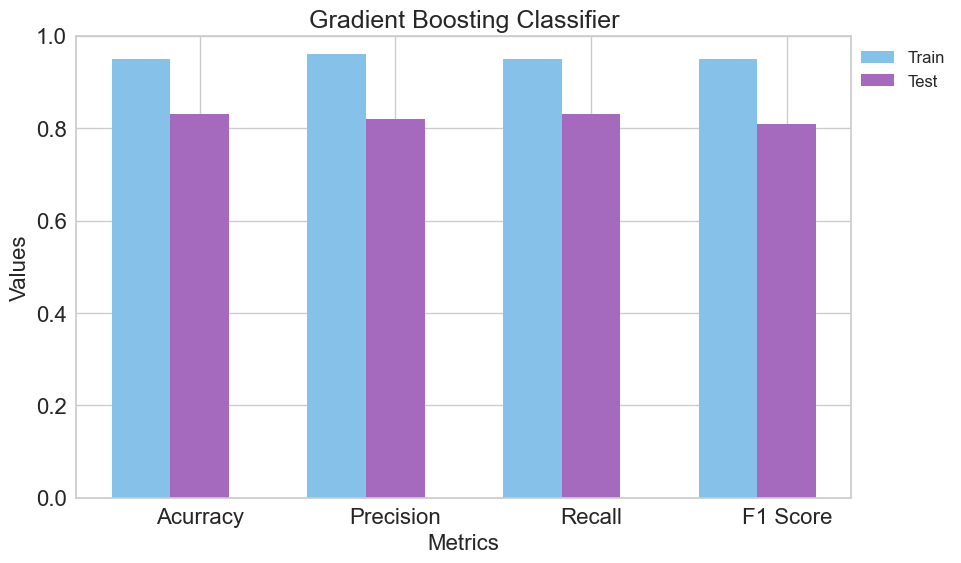 Gradient Boosting Classifier
1.0
0.8
0.6
0.4
0.2
0.0
Values
Acurracy Precision Recall F1 Score
Metrics
Train
Test